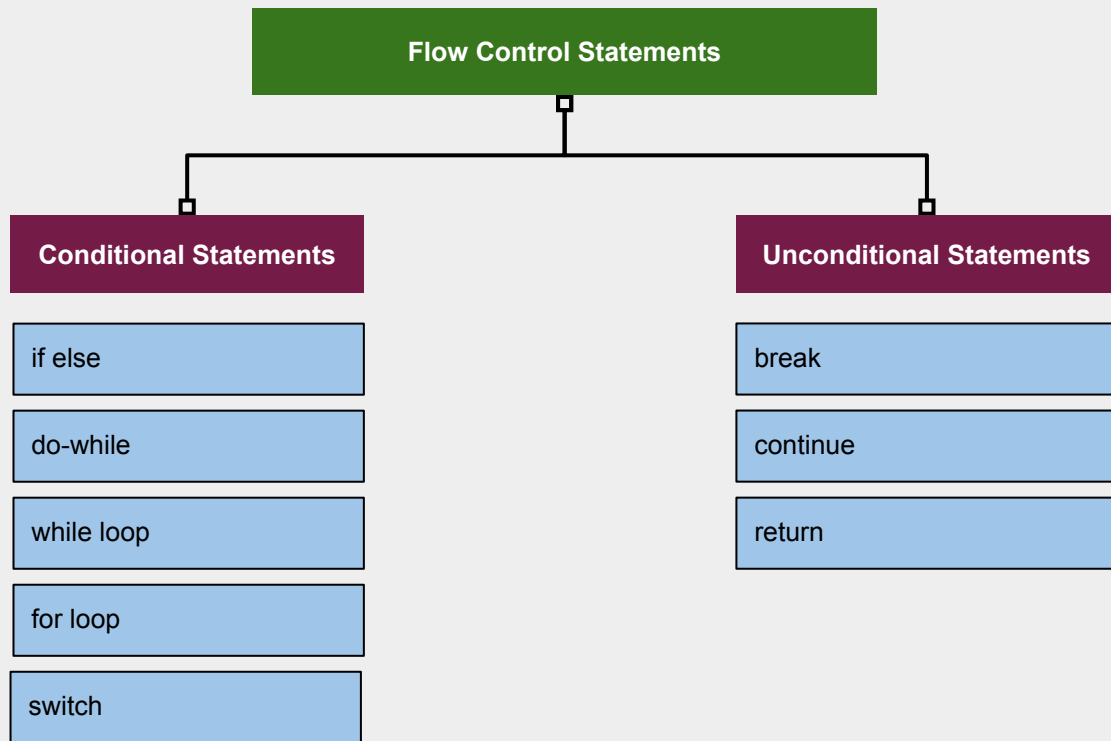 Flow Control Statements
Conditional Statements
if else
do-while
while loop
for loop
switch
Unconditional Statements
break
continue
return